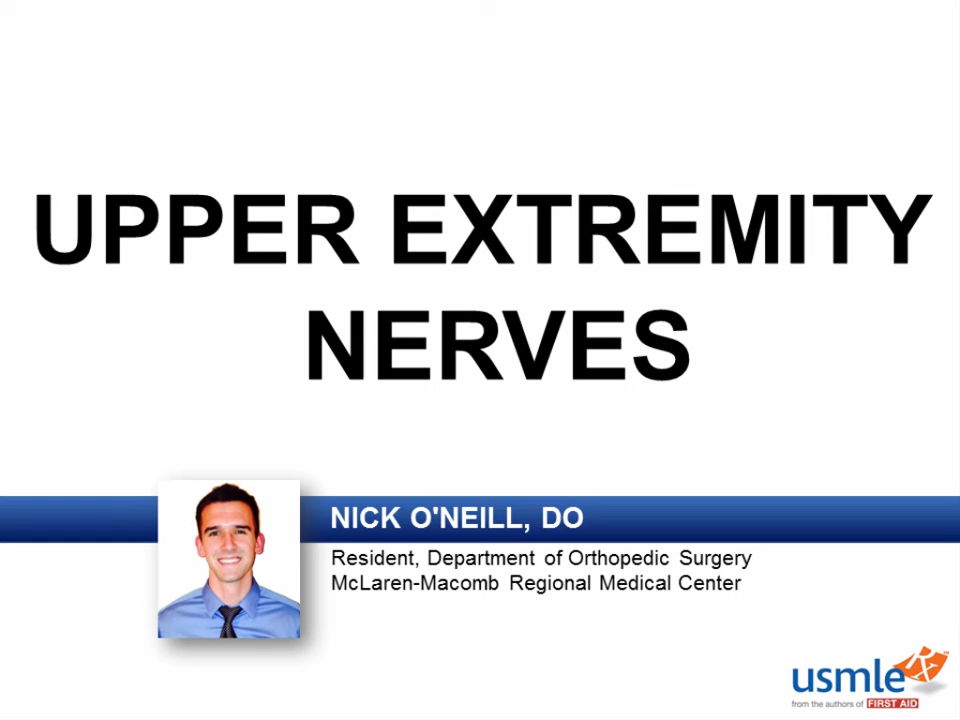 UPPER EXTREMITY
NERVES
NICK O'NEILL, DO
Resident, Department of Orthopedic Surgery
McLaren-Macomb Regional Medical Center
usmle Rx
from the authors of FIRST AID